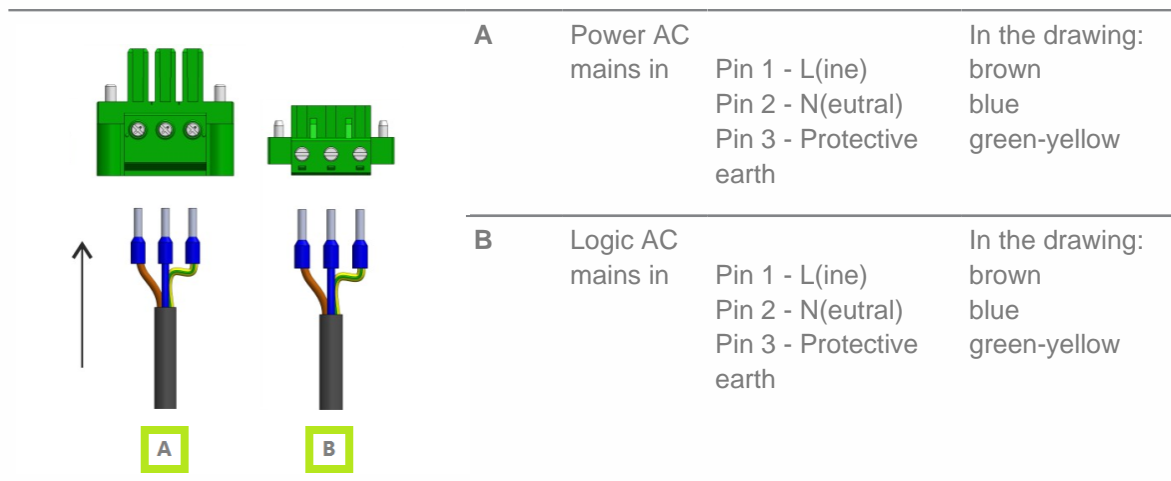 A Power AC In the drawing:
mains in Pin 1 - L(ine) brown
Pin 2 - N(eutral) blue
Pin 3 - Protective green-yellow
earth
B Logic AC In the drawing:
mains in Pin 1 - L(ine) brown
Pin 2 - N(eutral) blue
Pin 3 - Protective green-yellow
earth
A B